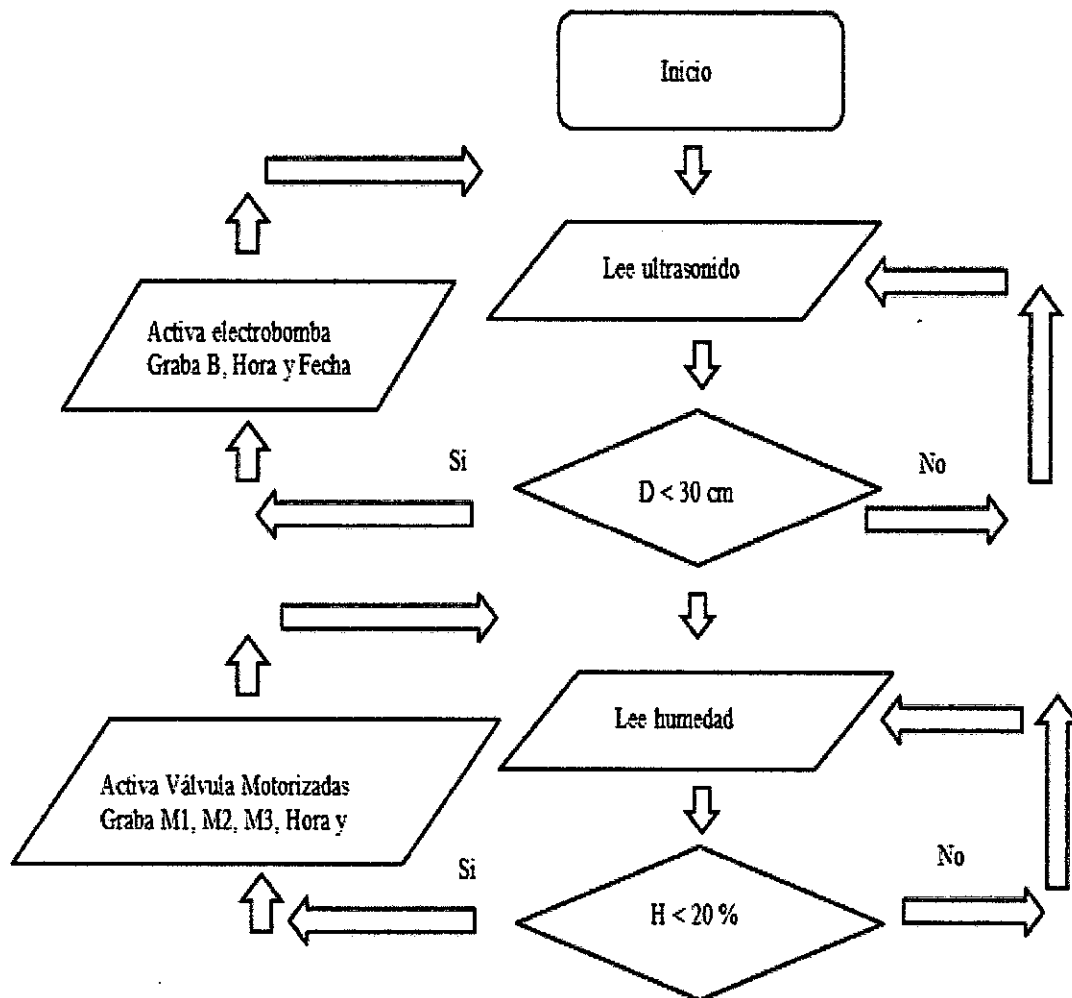 Inicio
Lee ultrasonido
Activa electrobomba
Graba B, Hora y Fecha
Si
No
D < 30 cm
Lee humedad
Activa Válvula Motorizadas
Graba M1, M2, M3, Hora y
Si
No
H < 20 %